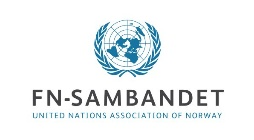 FN-SAMBANDET
UNITED NATIONS ASSOCIATION OF NORWAY